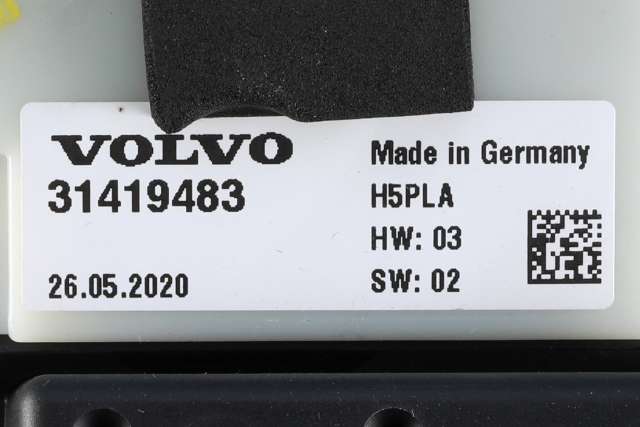 VOLVO
31419483
26.05.2020
Made in Germany
H5PLA
HW: 03
SW: 02